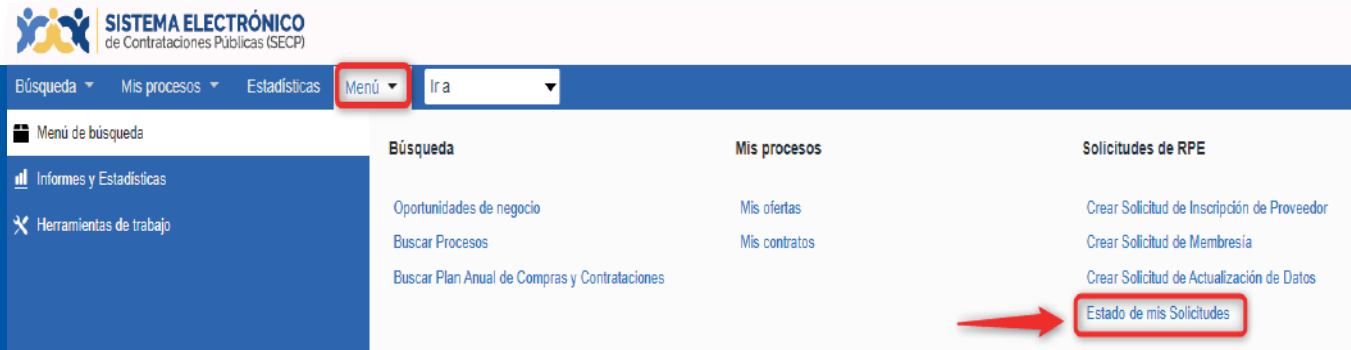 SISTEMA ELECTRÓNICO
de Contrataciones Públicas (SECP)
Búsqueda Mis procesos Estadísticas Menú Ir a
Menú de búsqueda
Informes y Estadísticas
Herramientas de trabajo
Búsqueda
Oportunidades de negocio
Buscar Procesos
Buscar Plan Anual de Compras y Contrataciones
Mis procesos
Mis ofertas
Mis contratos
Solicitudes de RPE
Crear Solicitud de Inscripción de Proveedor
Crear Solicitud de Membresía
Crear Solicitud de Actualización de Datos
Estado de mis Solicitudes